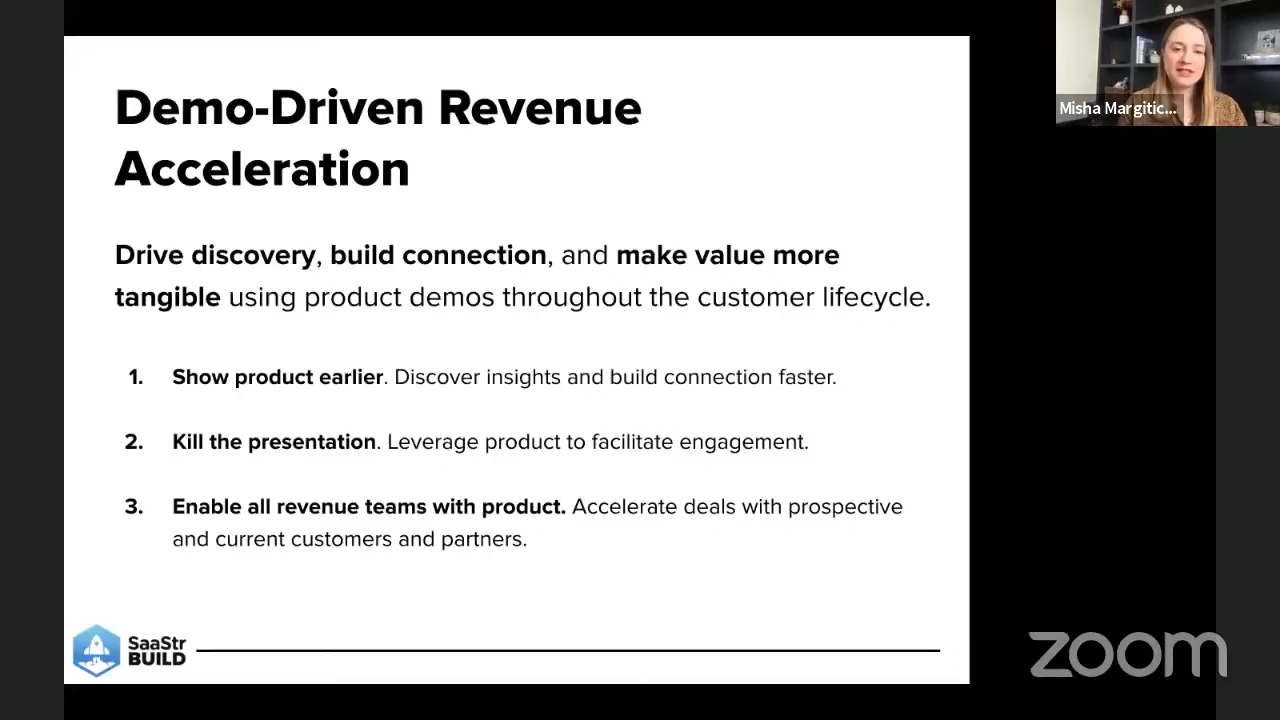 Demo-Driven Revenue
Acceleration
Drive discovery, build connection, and make value more
tangible using product demos throughout the customer lifecycle.
1. Show product earlier. Discover insights and build connection faster.
2. Kill the presentation. Leverage product to facilitate engagement.
3. Enable all revenue teams with product. Accelerate deals with prospective
and current customers and partners.
SaaStr
BUILD
Misha Margitic...
zoom